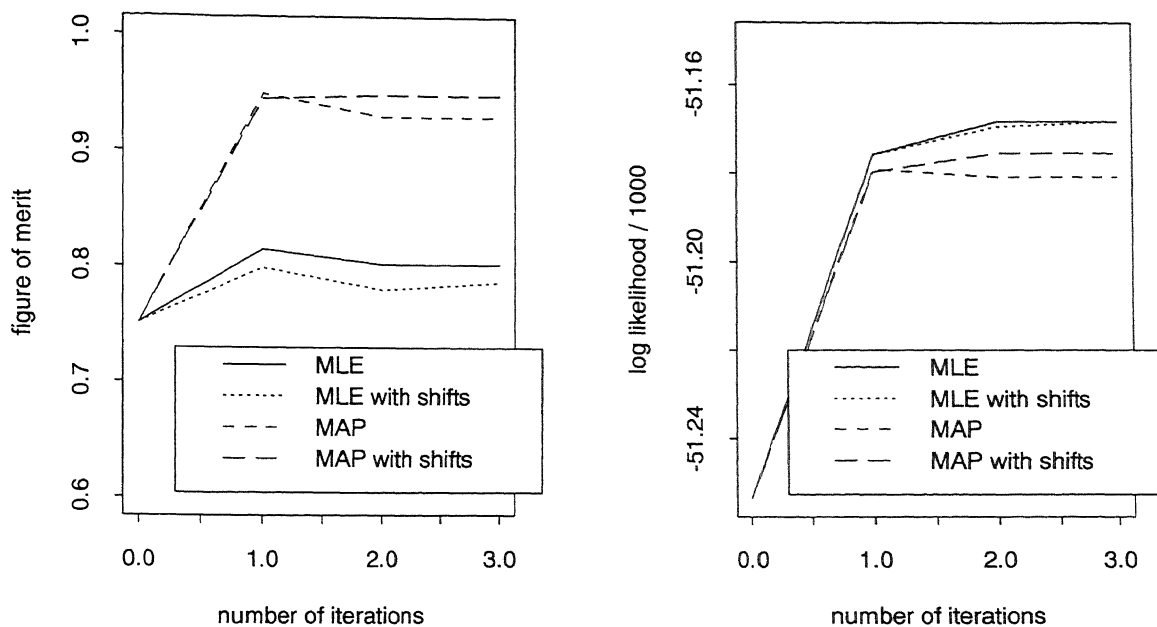 1.0
0.9
0.8
0.7
0.6
figure of merit
MLE
MLE with shifts
MAP
MAP with shifts
0.0 1.0 2.0 3.0
number of iterations
-51.16
-51.20
-51.24
log likelihood / 1000
MLE
MLE with shifts
MAP
MAP with shifts
0.0 1.0 2.0 3.0
number of iterations